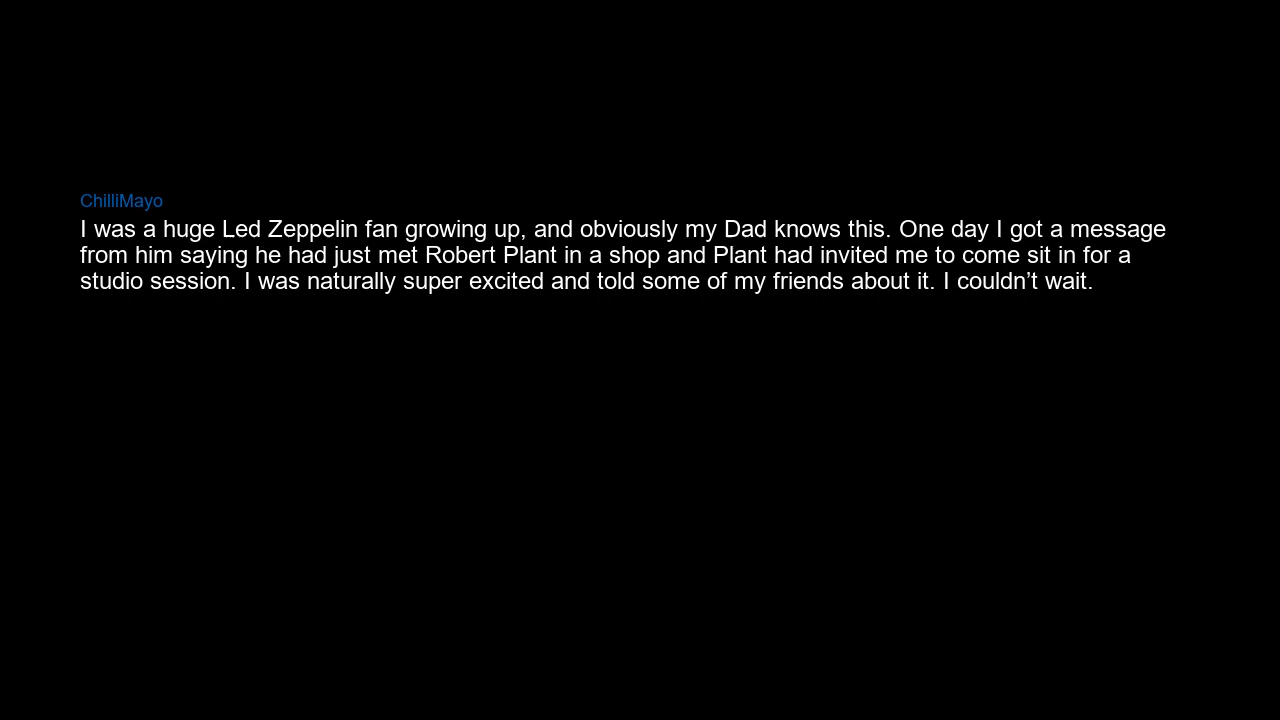 ChilliMayo
I was a huge Led Zeppelin fan growing up, and obviously my Dad knows this. One day I got a message
from him saying he had just met Robert Plant in a shop and Plant had invited me to come sit in for a
studio session. I was naturally super excited and told some of my friends about it. I couldn’t wait.